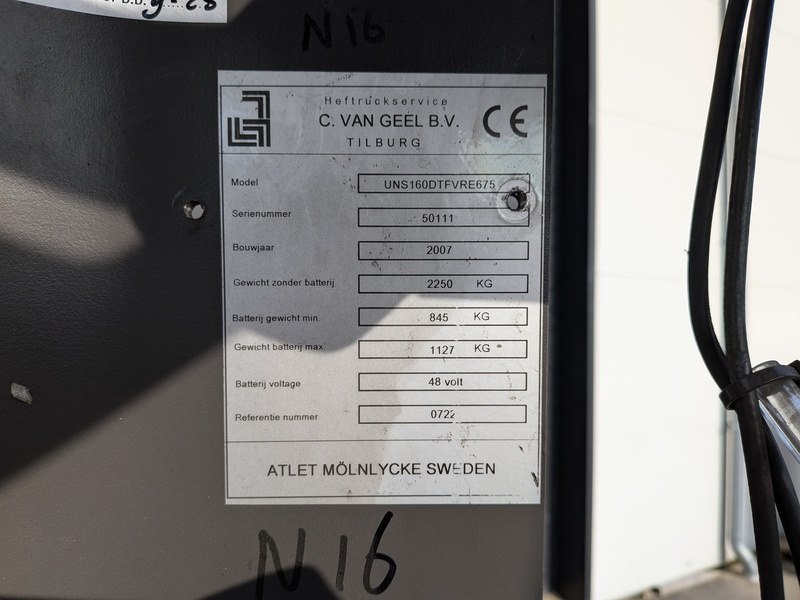 N16
Heftruckservice
C. VAN GEEL B.V.
TILBURG
CE
Model UNS160DTFVRE675
Serienummer 50111
Bouwjaar 2007
Gewicht zonder batterij 2250 KG
Batterij gewicht min. 845 KG
Gewicht batterij max. 1127 KG
Batterij voltage 48 volt
Referentie nummer 0722
ATLET MÖLNLYCKE SWEDEN
N16